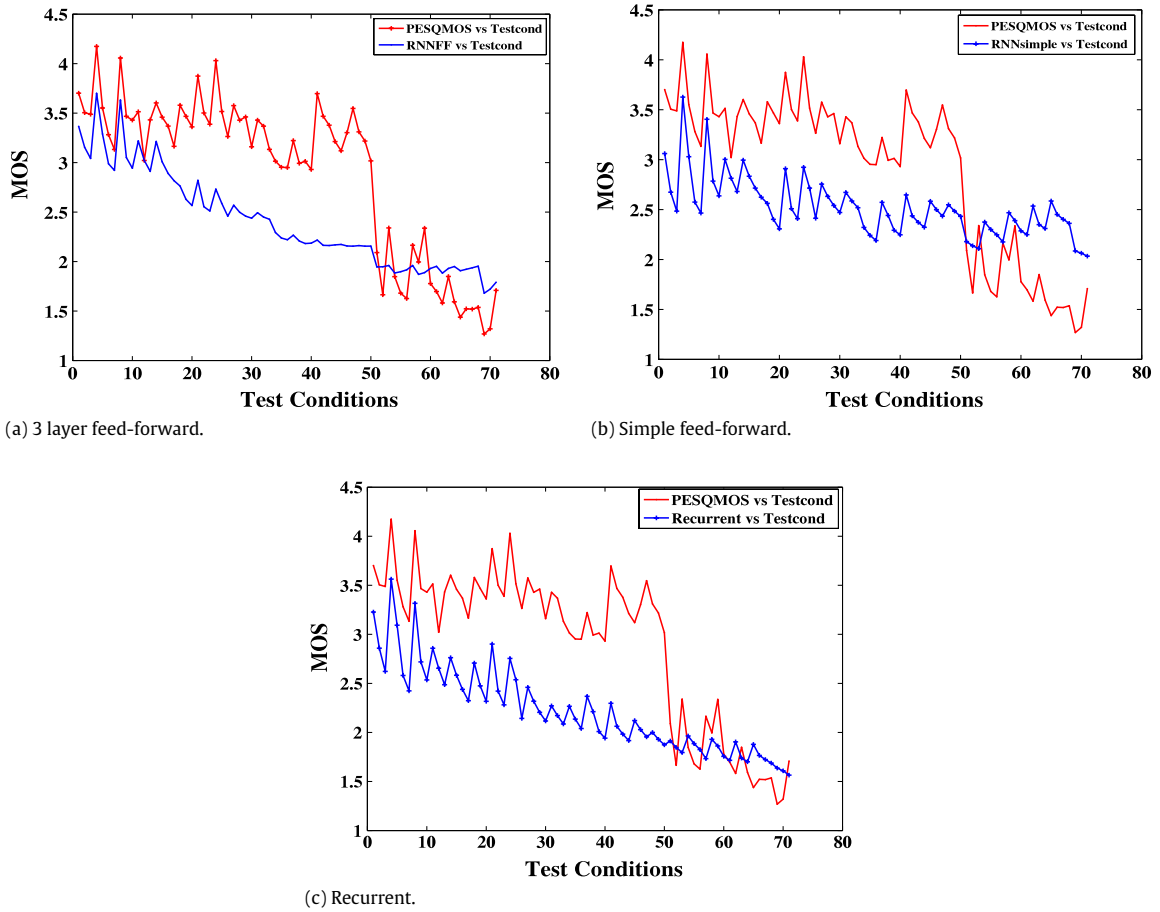 4.5
4
3.5
3
2.5
2
1.5
1
MOS
0 10 20 30 40 50 60 70 80
Test Conditions
PESQMOS vs Testcond
RNNFF vs Testcond
(a) 3 layer feed-forward.
4.5
4
3.5
3
2.5
2
1.5
1
MOS
0 10 20 30 40 50 60 70 80
Test Conditions
PESQMOS vs Testcond
RNNsimple vs Testcond
(b) Simple feed-forward.
4.5
4
3.5
3
2.5
2
1.5
1
MOS
0 10 20 30 40 50 60 70 80
Test Conditions
PESQMOS vs Testcond
Recurrent vs Testcond
(c) Recurrent.